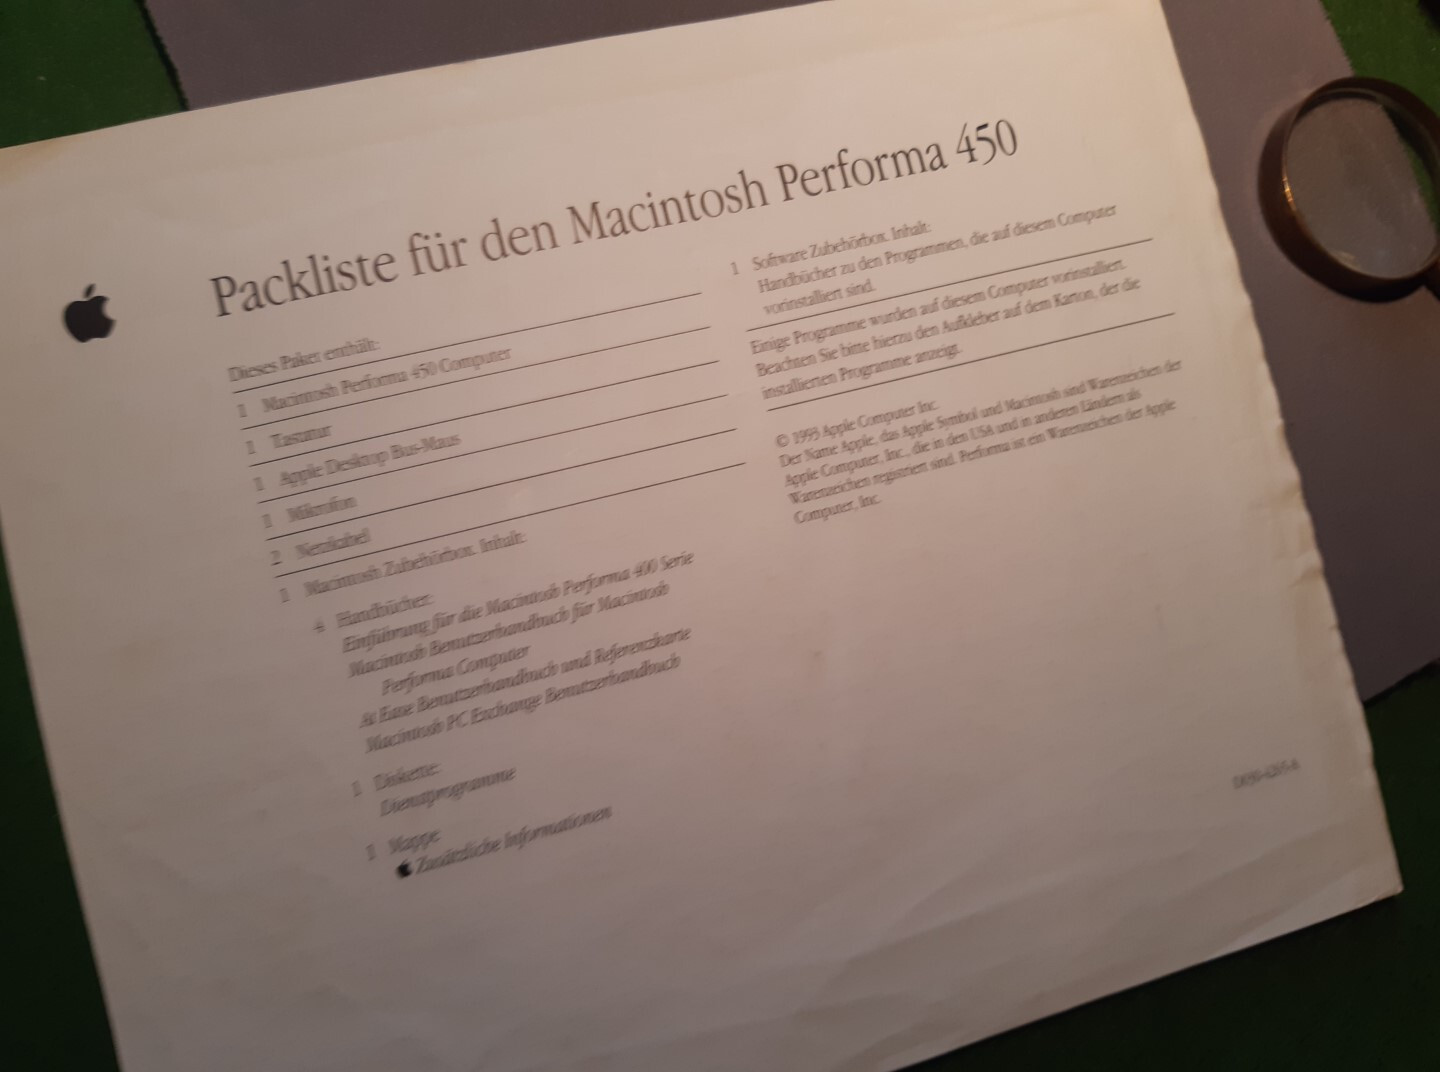 Packliste für den Macintosh Performa 450
Dieses Paket enthält:
1 Macintosh Performa 450 Computer
1 Tastatur
1 Apple Desktop Bus-Maus
1 Mikrofon
2 Netzkabel
1 Macintosh Zubehörbox. Inhalt:
4 Handbücher:
Einführung für die Macintosh Performa 400 Serie
Macintosh Benutzerhandbuch für Macintosh
Performa Computer
At Ease Benutzerhandbuch und Referenzkarte
Macintosh PC Exchange Benutzerhandbuch
1 Diskette:
Dienstprogramme
1 Mappe:
Zusätzliche Informationen
1 Software Zubehörbox. Inhalt:
Handbücher zu den Programmen, die auf diesem Computer
vorinstalliert sind.
Einige Programme wurden auf diesem Computer vorinstalliert.
Beachten Sie bitte hierzu den Aufkleber auf dem Karton, der die
installierten Programme anzeigt.
© 1993 Apple Computer Inc.
Der Name Apple, das Apple Symbol und Macintosh sind Warenzeichen der
Apple Computer, Inc., die in den USA und in anderen Ländern als
Warenzeichen registriert sind. Performa ist ein Warenzeichen der Apple
Computer, Inc.